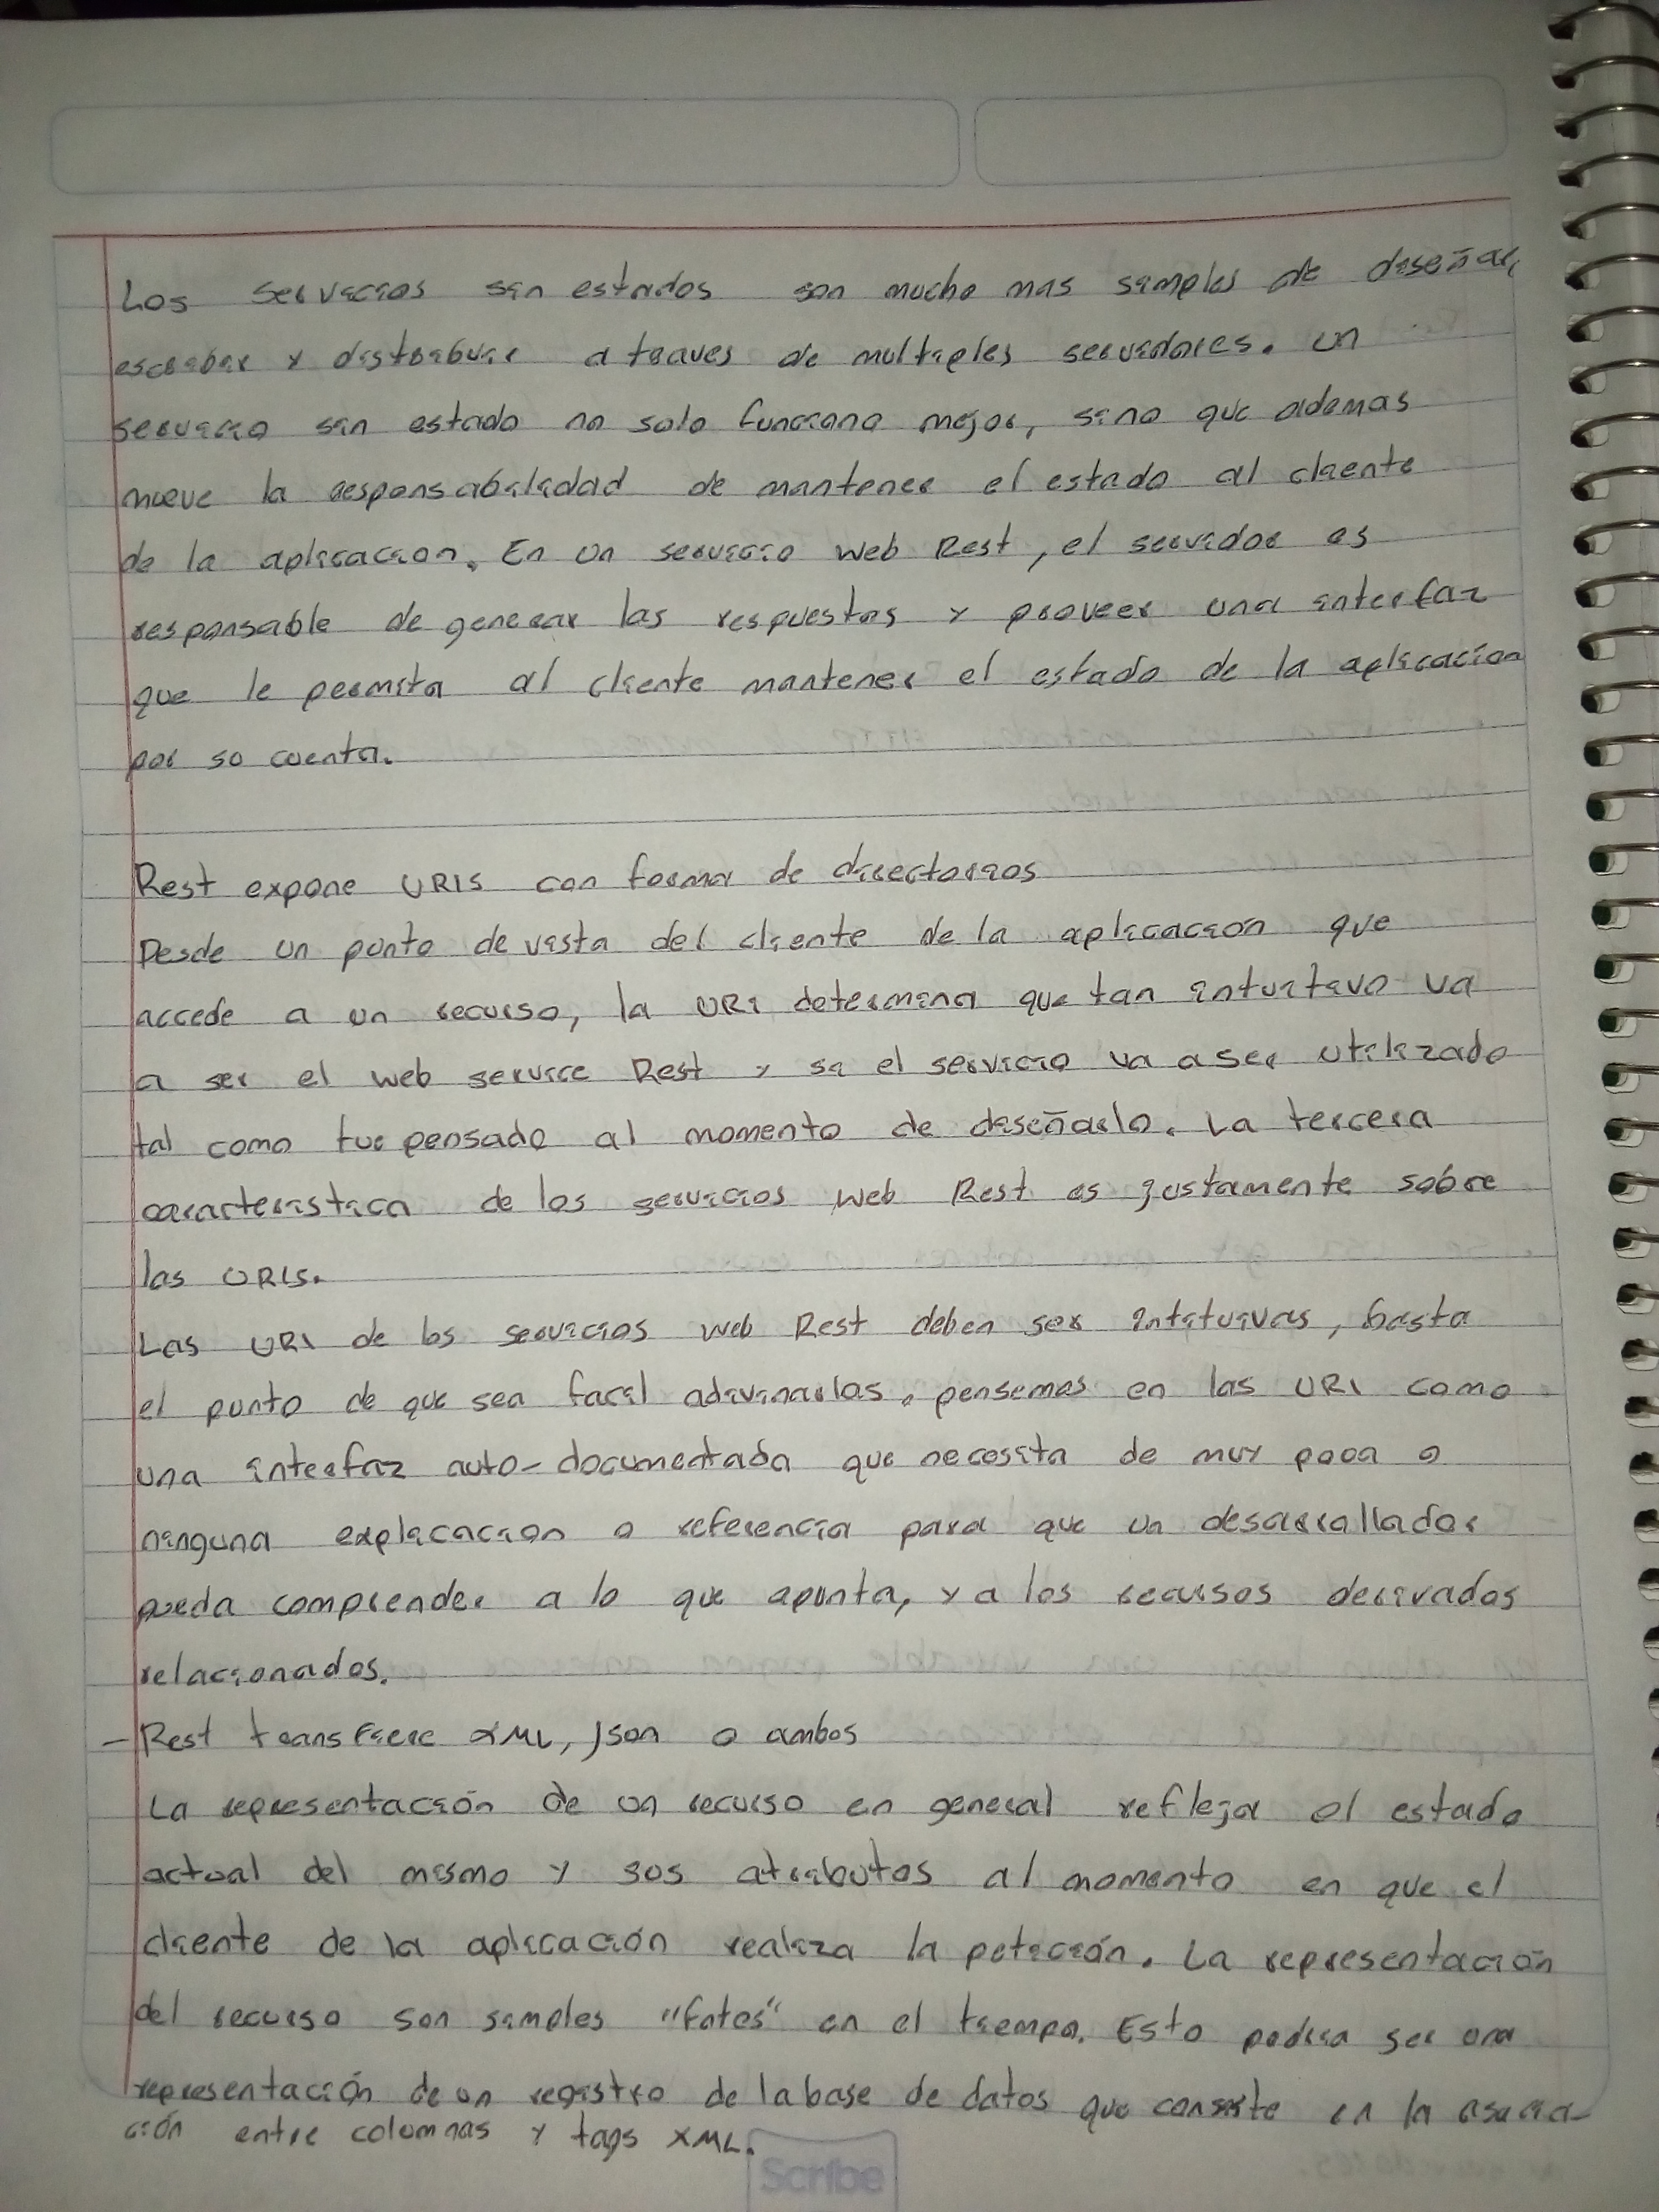 Los servicios sin estados son mucho mas simples de diseñar,
escribir y distribuir a traves de multiples servidores. un
servicio sin estado no solo funciona mejor, sino que ademas
mueve la responsabilidad de mantener el estado al cliente
de la aplicacion. En un servicio web Rest, el servidor es
responsable de generar las respuestas y proveer una interfaz
que le permita al cliente mantener el estado de la aplicacion
por so cuenta.
Rest expone URIS con forma de directorios
Desde un punto de vista del cliente de la aplicacion que
accede a un recurso, la URI determina que tan intuitivo va
a ser el web service Rest y si el servicio va a ser utilizado
tal como fue pensado al momento de diseñarlo. La tercera
caracteristica de los servicios web Rest es justamente sobre
las URIS.
Las URI de los servicios web Rest deben ser intituivas, hasta
el punto de que sea facil adivinarlas. pensemos en las URI como
una interfaz auto-documentada que necesita de muy poca o
ninguna explicacion o referencia para que un desarrollador
pueda comprender a lo que apunta, y a los recursos derivados
relacionados.
- Rest transfiere XML, Json o ambos
La representación de un recurso en general refleja el estado
actual del mismo y sus atributos al momento en que el
cliente de la aplicación realiza la petición. La representación
del recurso son simples "fotos" en el tiempo. Esto podria ser una
representación de un registro de la base de datos que consiste en la asocia-
ción entre columnas y tags XML.
Scribe